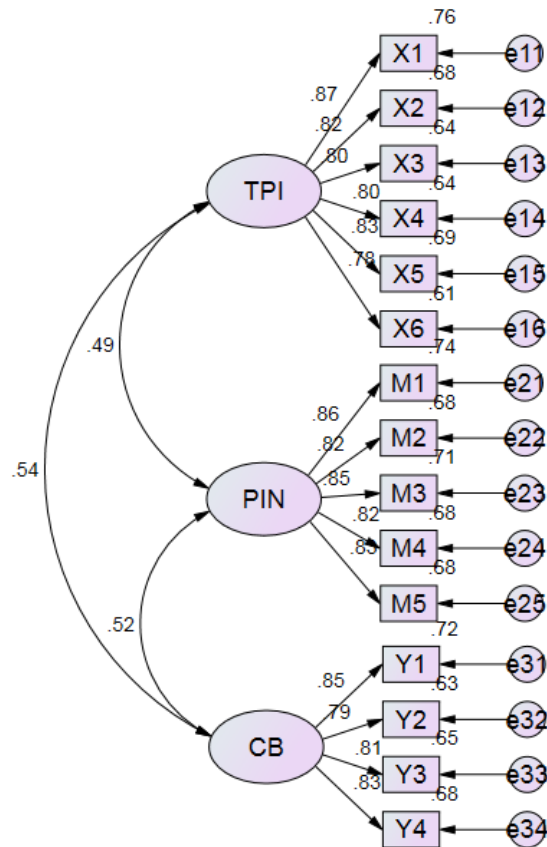 .76
X1
e11
.68
.87
X2
e12
.82
.64
.80
X3
e13
TPI
.64
.80
X4
e14
.83
.69
.78
X5
e15
.61
X6
e16
.49
.74
M1
e21
.68
.86
M2
e22
.82
.71
.54
.85
PIN
M3
e23
.82
.68
M4
e24
.83
.68
M5
e25
.52
.72
Y1
e31
.85
.63
.79
Y2
e32
.65
CB
.81
Y3
e33
.83
.68
Y4
e34